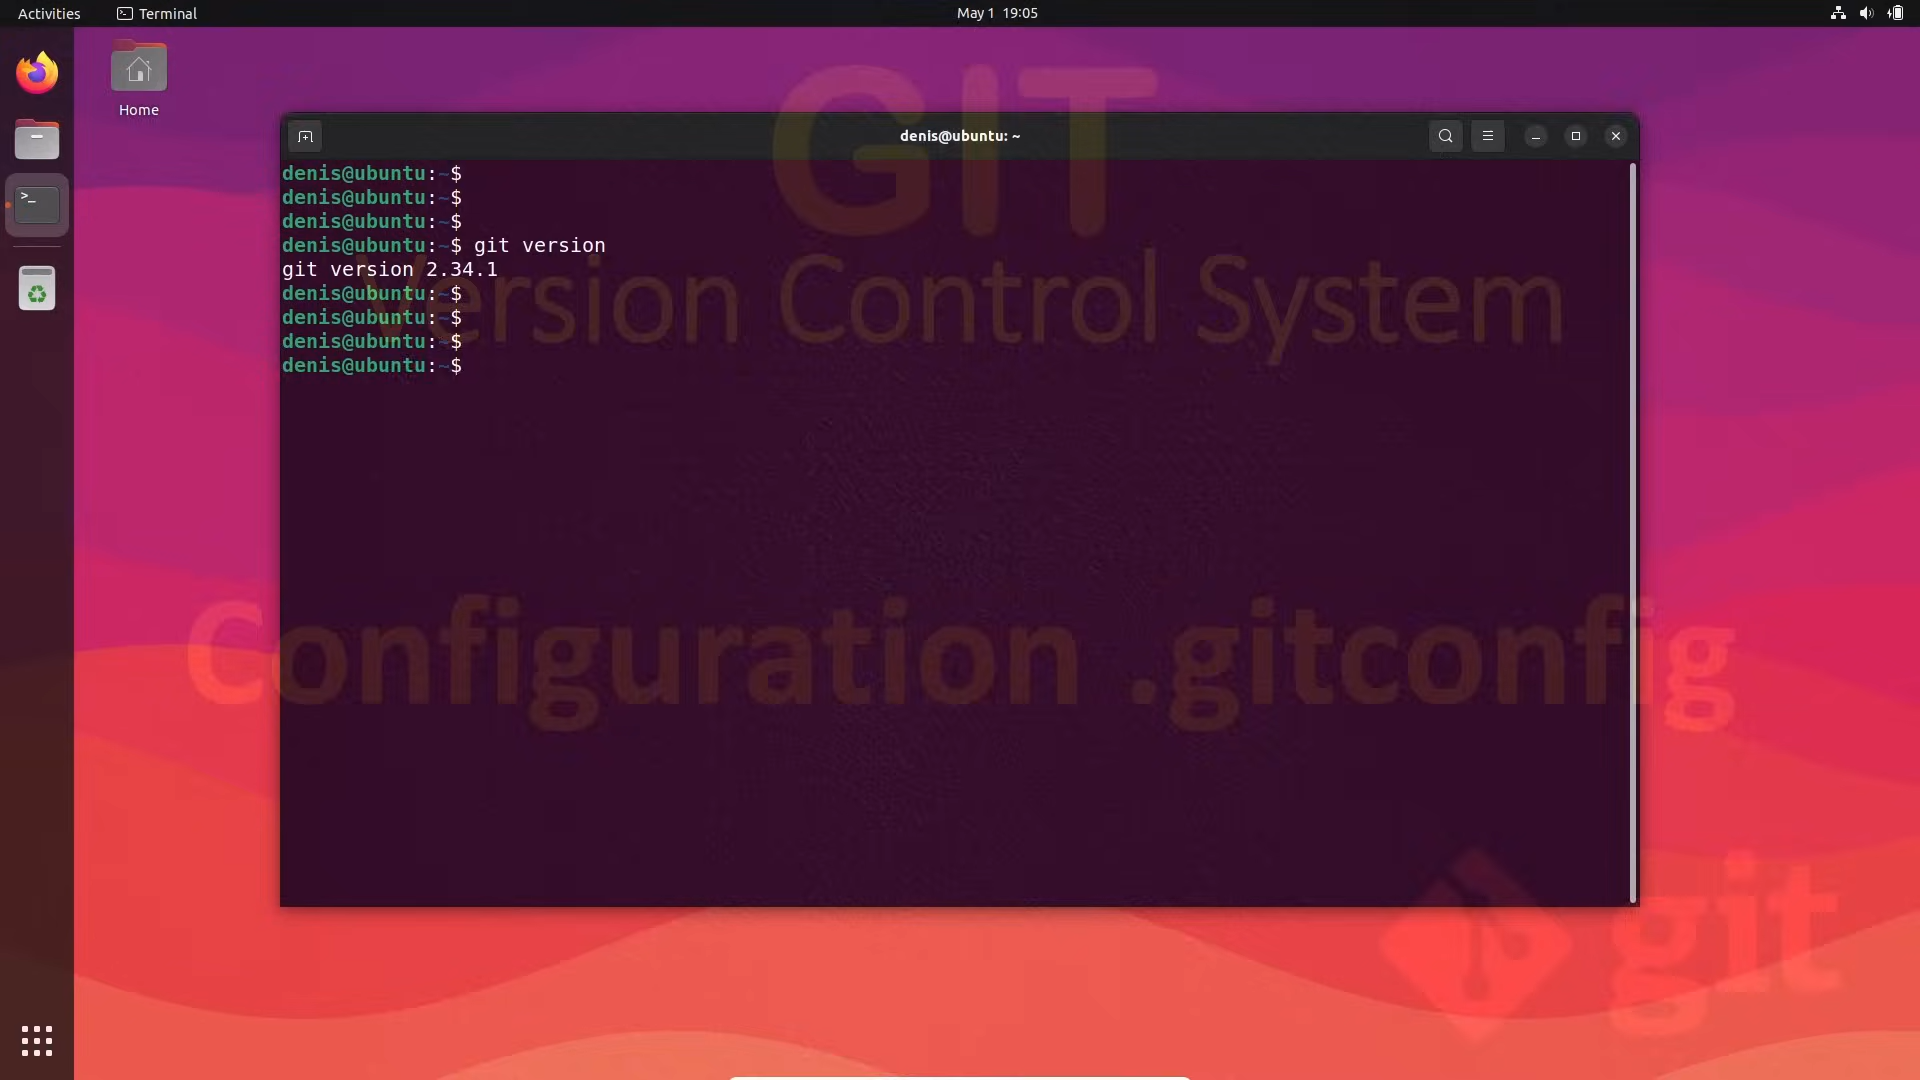 Activities
Terminal
May 1 19:05
Home
GIT
Version Control System
denis@ubuntu: ~
denis@ubuntu:~$
denis@ubuntu:~$
denis@ubuntu:~$
denis@ubuntu:~$ git version
git version 2.34.1
denis@ubuntu:~$
denis@ubuntu:~$
denis@ubuntu:~$
denis@ubuntu:~$
Configuration .gitconfig
git